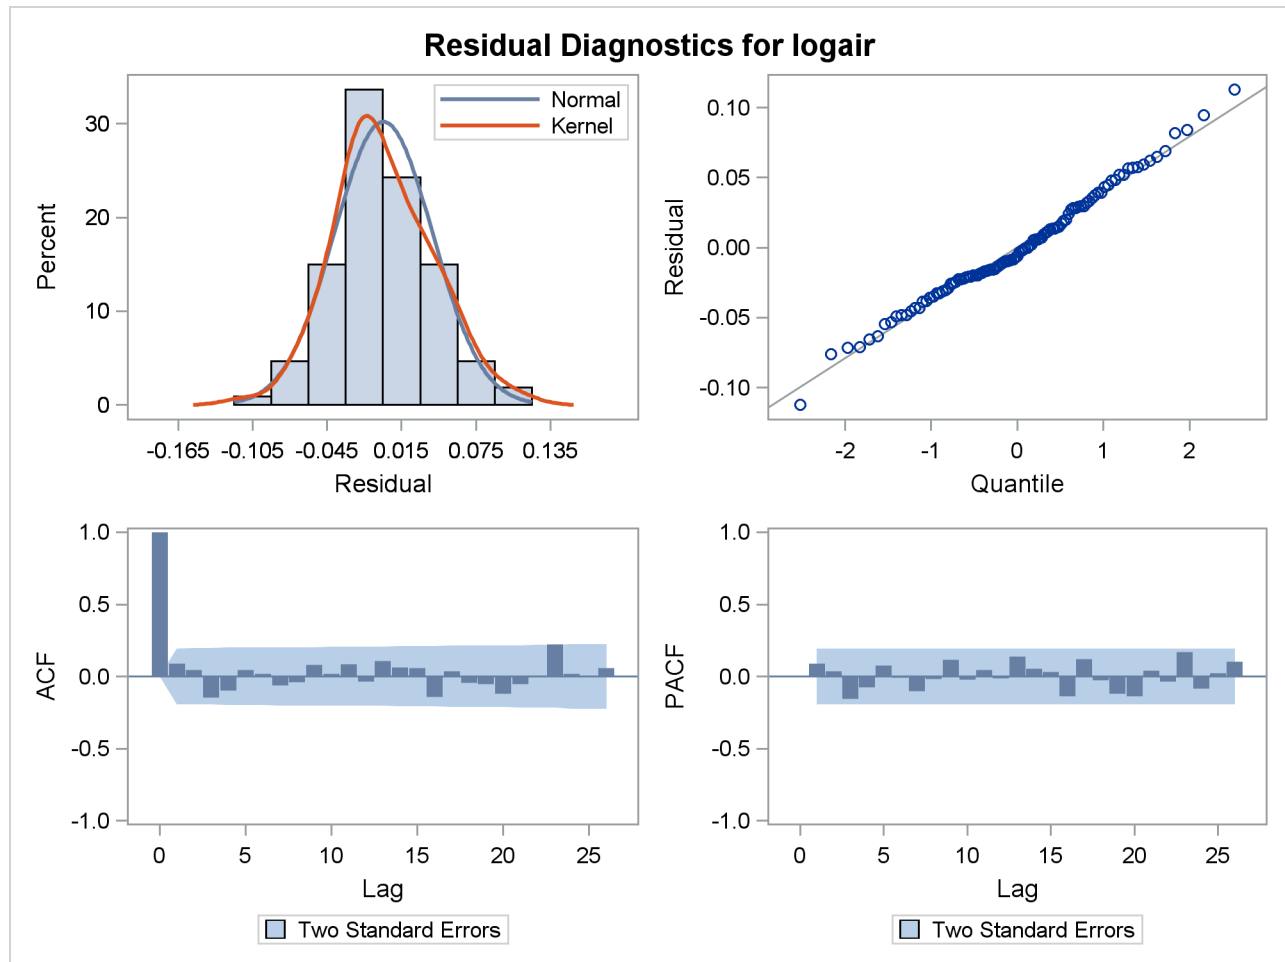 Residual Diagnostics for logair
Normal
Kernel
Percent
30
20
10
0
-0.165 -0.105 -0.045 0.015 0.075 0.135
Residual
Residual
0.10
0.05
0.00
-0.05
-0.10
-2 -1 0 1 2
Quantile
ACF
1.0
0.5
0.0
-0.5
-1.0
0 5 10 15 20 25
Lag
Two Standard Errors
PACF
1.0
0.5
0.0
-0.5
-1.0
0 5 10 15 20 25
Lag
Two Standard Errors